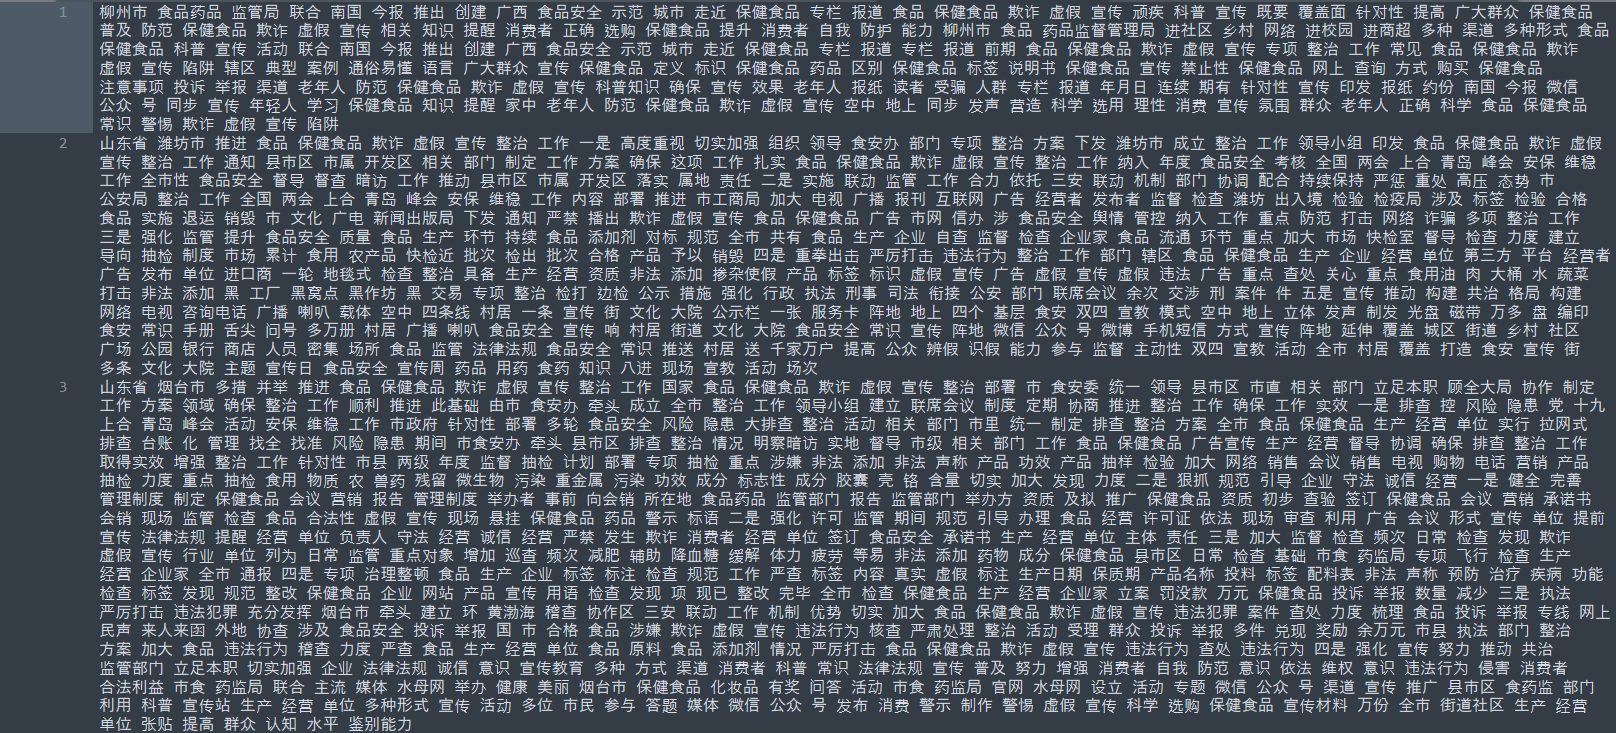 1 柳州市 食品药品 监管局 联合 南国 今报 推出 创建 广西 食品安全 示范 城市 走近 保健食品 专栏 报道 食品 保健食品 欺诈 虚假 宣传 顽疾 科普 宣传 既要 覆盖面 针对性 提高 广大群众 保健食品
普及 防范 保健食品 欺诈 虚假 宣传 相关 知识 提醒 消费者 正确 选购 保健食品 提升 消费者 自我 防护 能力 柳州市 食品 药品监督管理局 进社区 乡村 网络 进校园 进商超 多种 渠道 多种形式 食品
保健食品 科普 宣传 活动 联合 南国 今报 推出 创建 广西 食品安全 示范 城市 走近 保健食品 专栏 报道 专栏 报道 前期 食品 保健食品 欺诈 虚假 宣传 专项 整治 工作 常见 食品 保健食品 欺诈
虚假 宣传 陷阱 辖区 典型 案例 通俗易懂 语言 广大群众 宣传 保健食品 定义 标识 保健食品 药品 区别 保健食品 标签 说明书 保健食品 宣传 禁止性 保健食品 网上 查询 方式 购买 保健食品
注意事项 投诉 举报 渠道 老年人 防范 保健食品 欺诈 虚假 宣传 科普知识 确保 宣传 效果 老年人 报纸 读者 受骗 人群 专栏 报道 年月日 连续 期有 针对性 宣传 印发 报纸 约份 南国 今报 微信
公众 号 同步 宣传 年轻人 学习 保健食品 知识 提醒 家中 老年人 防范 保健食品 欺诈 虚假 宣传 空中 地上 同步 发声 营造 科学 选用 理性 消费 宣传 氛围 群众 老年人 正确 科学 食品 保健食品
常识 警惕 欺诈 虚假 宣传 陷阱
2 山东省 潍坊市 推进 食品 保健食品 欺诈 虚假 宣传 整治 工作 一是 高度重视 切实加强 组织 领导 食安办 部门 专项 整治 方案 下发 潍坊市 成立 整治 工作 领导小组 印发 食品 保健食品 欺诈 虚假
宣传 整治 工作 通知 县市区 市属 开发区 相关 部门 制定 工作 方案 确保 这项 工作 扎实 食品 保健食品 欺诈 虚假 宣传 整治 工作 纳入 年度 食品安全 考核 全国 两会 上合 青岛 峰会 安保 维稳
工作 全市性 食品安全 督导 督查 暗访 工作 推动 县市区 市属 开发区 落实 属地 责任 二是 实施 联动 监管 工作 合力 依托 三安 联动 机制 部门 协调 配合 持续保持 严惩 重处 高压 态势 市
公安局 整治 工作 全国 两会 上合 青岛 峰会 安保 维稳 工作 内容 部署 推进 市工商局 加大 电视 广播 报刊 互联网 广告 经营者 发布者 监督 检查 潍坊 出入境 检验 检疫局 涉及 标签 检验 合格
食品 实施 退运 销毁 市 文化 广电 新闻出版局 下发 通知 严禁 播出 欺诈 虚假 宣传 食品 保健食品 广告 市网 信办 涉 食品安全 舆情 管控 纳入 工作 重点 防范 打击 网络 诈骗 多项 整治 工作
三是 强化 监管 提升 食品安全 质量 食品 生产 环节 持续 食品 添加剂 对标 规范 全市 共有 食品 生产 企业 自查 监督 检查 企业家 食品 流通 环节 重点 加大 市场 快检室 督导 检查 力度 建立
导向 抽检 制度 市场 累计 食用 农产品 快检近 批次 检出 批次 合格 产品 予以 销毁 四是 重拳出击 严厉打击 违法行为 整治 工作 部门 辖区 食品 保健食品 生产 企业 经营 单位 第三方 平台 经营者
广告 发布 单位 进口商 一轮 地毯式 检查 整治 具备 生产 经营 资质 非法 添加 掺杂使假 产品 标签 标识 虚假 宣传 广告 虚假 宣传 虚假 违法 广告 重点 查处 关心 重点 食用油 肉 大桶 水 蔬菜
打击 非法 添加 黑 工厂 黑窝点 黑作坊 黑 交易 专项 整治 检打 边检 公示 措施 强化 行政 执法 刑事 司法 衔接 公安 部门 联席会议 余次 交涉 刑 案件 件 五是 宣传 推动 构建 共治 格局 构建
网络 电视 咨询电话 广播 喇叭 载体 空中 四条线 村居 一条 宣传 街 文化 大院 公示栏 一张 服务卡 阵地 地上 四个 基层 食安 双四 宣教 模式 空中 地上 立体 发声 制发 光盘 磁带 万多 盘 编印
食安 常识 手册 舌尖 问号 多万册 村居 广播 喇叭 食品安全 宣传 响 村居 街道 文化 大院 食品安全 常识 宣传 阵地 微信 公众 号 微博 手机短信 方式 宣传 阵地 延伸 覆盖 城区 街道 乡村 社区
广场 公园 银行 商店 人员 密集 场所 食品 监管 法律法规 食品安全 常识 推送 村居 送 千家万户 提高 公众 辨假 识假 能力 参与 监督 主动性 双四 宣教 活动 全市 村居 覆盖 打造 食安 宣传 街
多条 文化 大院 主题 宣传日 食品安全 宣传周 药品 用药 食药 知识 八进 现场 宣教 活动 场次
3 山东省 烟台市 多措 并举 推进 食品 保健食品 欺诈 虚假 宣传 整治 工作 国家 食品 保健食品 欺诈 虚假 宣传 整治 部署 市 食安委 统一 领导 县市区 市直 相关 部门 立足本职 顾全大局 协作 制定
工作 方案 领域 确保 整治 工作 顺利 推进 此基础 由市 食安办 牵头 成立 全市 整治 工作 领导小组 建立 联席会议 制度 定期 协商 推进 整治 工作 确保 工作 实效 一是 排查 控 风险 隐患 党 十九
上合 青岛 峰会 活动 安保 维稳 工作 市政府 针对性 部署 多轮 食品安全 风险 隐患 大排查 整治 活动 相关 部门 市里 统一 制定 排查 整治 方案 全市 食品 保健食品 生产 经营 单位 实行 拉网式
排查 台账 化 管理 找全 找准 风险 隐患 期间 市食安办 牵头 县市区 排查 整治 情况 明察暗访 实地 督导 市级 相关 部门 工作 食品 保健食品 广告宣传 生产 经营 督导 协调 确保 排查 整治 工作
取得实效 增强 整治 工作 针对性 市县 两级 年度 监督 抽检 计划 部署 专项 抽检 重点 涉嫌 非法 添加 非法 声称 产品 功效 产品 抽样 检验 加大 网络 销售 会议 销售 电视 购物 电话 营销 产品
抽检 力度 重点 抽检 食用 物质 农 兽药 残留 微生物 污染 重金属 污染 功效 成分 标志性 成分 胶囊 壳 铬 含量 切实 加大 发现 力度 二是 狠抓 规范 引导 企业 守法 诚信 经营 一是 健全 完善
管理制度 制定 保健食品 会议 营销 报告 管理制度 举办者 事前 向会销 所在地 食品药品 监管部门 报告 监管部门 举办方 资质 及拟 推广 保健食品 资质 初步 查验 签订 保健食品 会议 营销 承诺书
会销 现场 监管 检查 食品 合法性 虚假 宣传 现场 悬挂 保健食品 药品 警示 标语 二是 强化 许可 监管 期间 规范 引导 办理 食品 经营 许可证 依法 现场 审查 利用 广告 会议 形式 宣传 单位 提前
宣传 法律法规 提醒 经营 单位 负责人 守法 经营 诚信 经营 严禁 发生 欺诈 消费者 经营 单位 签订 食品安全 承诺书 生产 经营 单位 主体 责任 三是 加大 监督 检查 频次 日常 检查 发现 欺诈
虚假 宣传 行业 单位 列为 日常 监管 重点对象 增加 巡查 频次 减肥 辅助 降血糖 缓解 体力 疲劳 等易 非法 添加 药物 成分 保健食品 县市区 日常 检查 基础 市食 药监局 专项 飞行 检查 生产
经营 企业家 全市 通报 四是 专项 治理整顿 食品 生产 企业 标签 标注 检查 规范 工作 严查 标签 内容 真实 虚假 标注 生产日期 保质期 产品名称 投料 标签 配料表 非法 声称 预防 治疗 疾病 功能
检查 标签 发现 规范 整改 保健食品 企业 网站 产品 宣传 用语 检查 发现 项 现已 整改 完毕 全市 检查 保健食品 生产 经营 企业家 立案 罚没款 万元 保健食品 投诉 举报 数量 减少 三是 执法
严厉打击 违法犯罪 充分发挥 烟台市 牵头 建立 环 黄渤海 稽查 协作区 三安 联动 工作 机制 优势 切实 加大 食品 保健食品 欺诈 虚假 宣传 违法犯罪 案件 查处 力度 梳理 食品 投诉 举报 专线 网上
民声 来人来函 外地 协查 涉及 食品安全 投诉 举报 国 市 合格 食品 涉嫌 欺诈 虚假 宣传 违法行为 核查 严肃处理 整治 活动 受理 群众 投诉 举报 多件 兑现 奖励 余万元 市县 执法 部门 整治
方案 加大 食品 违法行为 稽查 力度 严查 食品 生产 经营 单位 食品 原料 食品 添加剂 情况 严厉打击 食品 保健食品 欺诈 虚假 宣传 违法行为 查处 违法行为 四是 强化 宣传 努力 推动 共治
监管部门 立足本职 切实加强 企业 法律法规 诚信 意识 宣传教育 多种 方式 渠道 消费者 科普 常识 法律法规 宣传 普及 努力 增强 消费者 自我 防范 意识 依法 维权 意识 违法行为 侵害 消费者
合法利益 市食 药监局 联合 主流 媒体 水母网 举办 健康 美丽 烟台市 保健食品 化妆品 有奖 问答 活动 市食 药监局 官网 水母网 设立 活动 专题 微信 公众 号 渠道 宣传 推广 县市区 食药监 部门
利用 科普 宣传站 生产 经营 单位 多种形式 宣传 活动 多位 市民 参与 答题 媒体 微信 公众 号 发布 消费 警示 制作 警惕 虚假 宣传 科学 选购 保健食品 宣传材料 万份 全市 街道社区 生产 经营
单位 张贴 提高 群众 认知 水平 鉴别能力